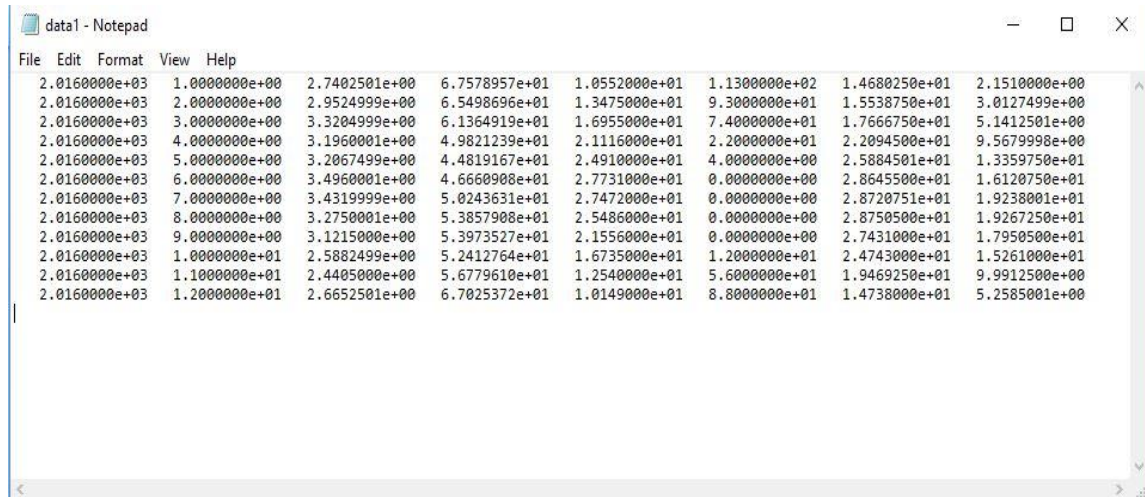 data1 - Notepad
File Edit Format View Help
2.0160000e+03 1.0000000e+00 2.7402501e+00 6.7578957e+01 1.0552000e+01 1.1300000e+02 1.4680250e+01 2.1510000e+00
2.0160000e+03 2.0000000e+00 2.9524999e+00 6.5498696e+01 1.3475000e+01 9.3000000e+01 1.5538750e+01 3.0127499e+00
2.0160000e+03 3.0000000e+00 3.3204999e+00 6.1364919e+01 1.6955000e+01 7.4000000e+01 1.7666750e+01 5.1412501e+00
2.0160000e+03 4.0000000e+00 3.1960001e+00 4.9821239e+01 2.1116000e+01 2.2000000e+01 2.2094500e+01 9.5679998e+00
2.0160000e+03 5.0000000e+00 3.2067499e+00 4.4819167e+01 2.4910000e+01 4.0000000e+00 2.5884501e+01 1.3359750e+01
2.0160000e+03 6.0000000e+00 3.4960001e+00 4.6660908e+01 2.7731000e+01 0.0000000e+00 2.8645500e+01 1.6120750e+01
2.0160000e+03 7.0000000e+00 3.4319999e+00 5.0243631e+01 2.7472000e+01 0.0000000e+00 2.8720751e+01 1.9238001e+01
2.0160000e+03 8.0000000e+00 3.2750001e+00 5.3857908e+01 2.5486000e+01 0.0000000e+00 2.8750500e+01 1.9267250e+01
2.0160000e+03 9.0000000e+00 3.1215000e+00 5.3973527e+01 2.1556000e+01 0.0000000e+00 2.7431000e+01 1.7950500e+01
2.0160000e+03 1.0000000e+01 2.5882499e+00 5.2412764e+01 1.6735000e+01 1.2000000e+01 2.4743000e+01 1.5261000e+01
2.0160000e+03 1.1000000e+01 2.4405000e+00 5.6779610e+01 1.2540000e+01 5.6000000e+01 1.9469250e+01 9.9912500e+00
2.0160000e+03 1.2000000e+01 2.6652501e+00 6.7025372e+01 1.0149000e+01 8.8000000e+01 1.4738000e+01 5.2585001e+00